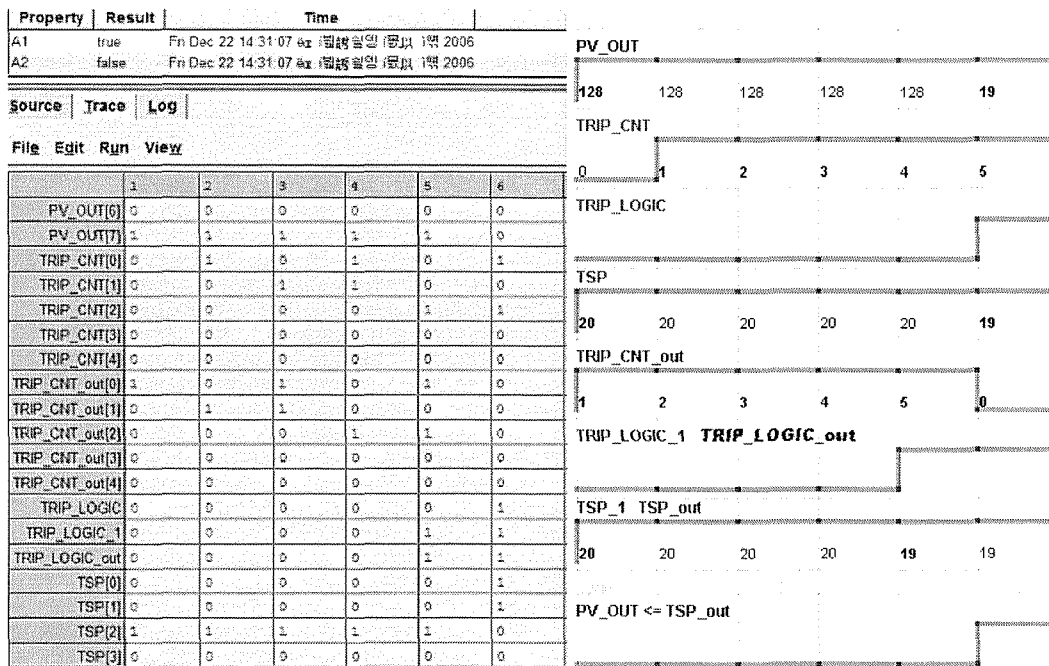 Property Result Time
A1 true Fri Dec 22 14:31:07 2006
A2 false Fri Dec 22 14:31:07 2006
Source Trace Log
File Edit Run View
1 2 3 4 5 6
PV_OUT[6] 0 0 0 0 0 0
PV_OUT[7] 1 1 1 1 1 0
TRIP_CNT[0] 0 1 0 1 0 1
TRIP_CNT[1] 0 0 1 1 0 0
TRIP_CNT[2] 0 0 0 0 1 1
TRIP_CNT[3] 0 0 0 0 0 0
TRIP_CNT[4] 0 0 0 0 0 0
TRIP_CNT_out[0] 1 0 1 0 1 0
TRIP_CNT_out[1] 0 1 1 0 0 0
TRIP_CNT_out[2] 0 0 0 1 1 0
TRIP_CNT_out[3] 0 0 0 0 0 0
TRIP_CNT_out[4] 0 0 0 0 0 0
TRIP_LOGIC 0 0 0 0 0 1
TRIP_LOGIC_1 0 0 0 0 1 1
TRIP_LOGIC_out 0 0 0 0 1 1
TSP[0] 0 0 0 0 0 1
TSP[1] 0 0 0 0 0 1
TSP[2] 1 1 1 1 1 0
TSP[3] 0 0 0 0 0 0
PV_OUT
128 128 128 128 128 19
TRIP_CNT
0 1 2 3 4 5
TRIP_LOGIC
TSP
20 20 20 20 20 19
TRIP_CNT_out
1 2 3 4 5 0
TRIP_LOGIC_1 TRIP_LOGIC_out
TSP_1 TSP_out
20 20 20 20 19 19
PV_OUT <= TSP_out